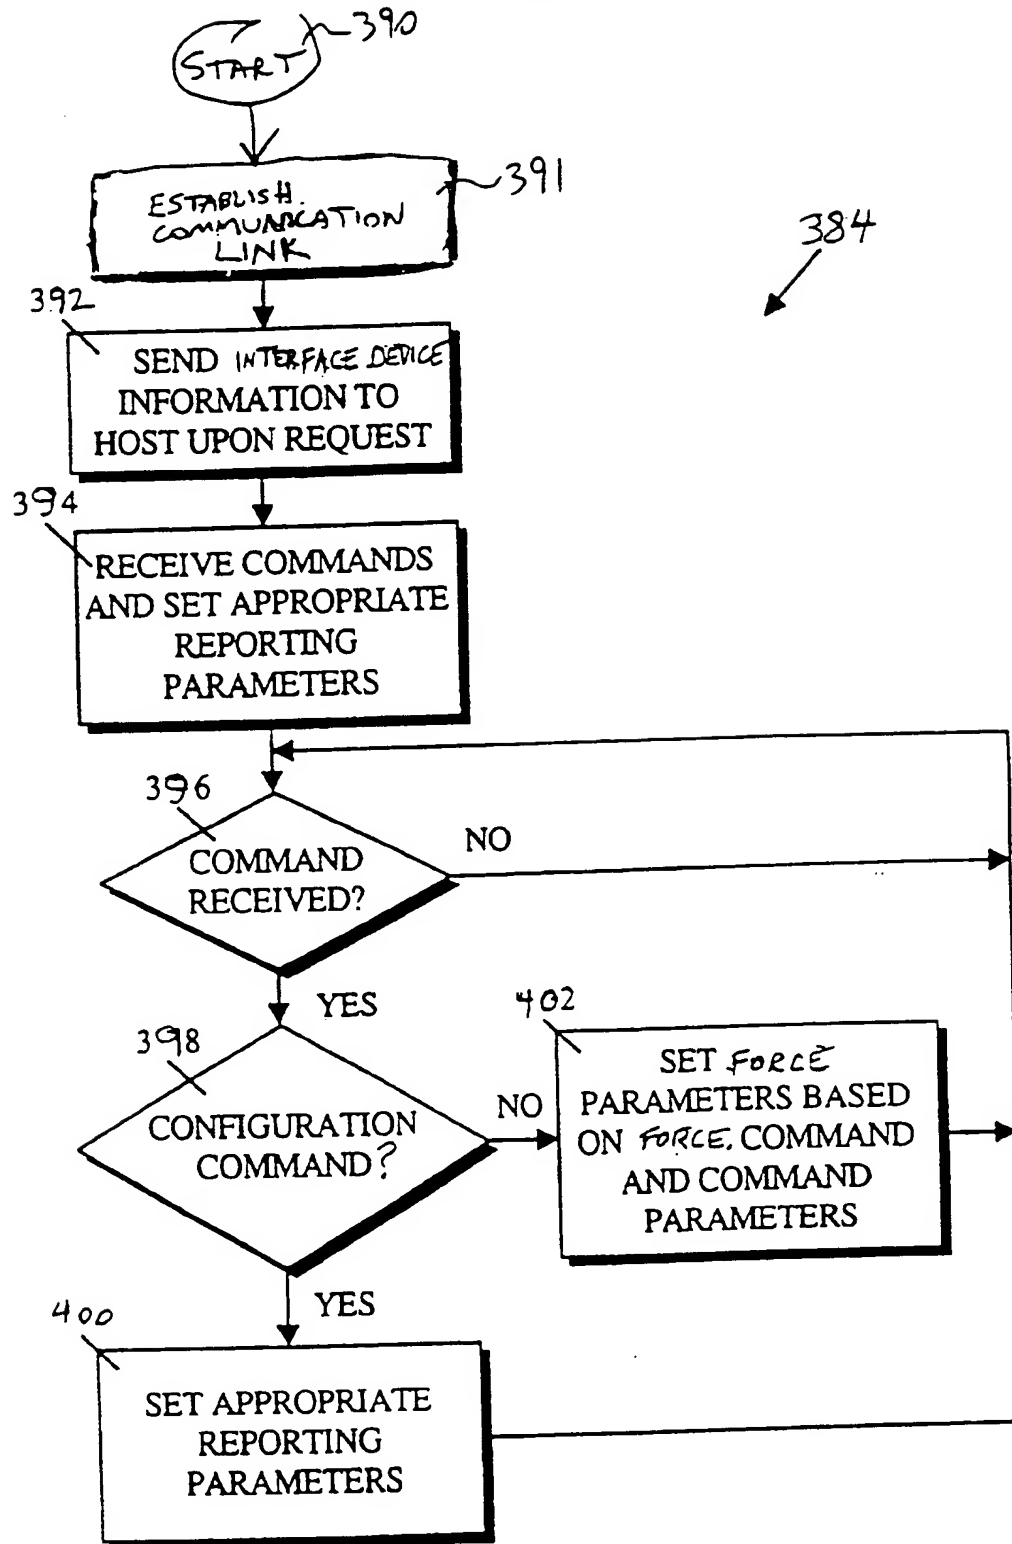 390
START
391
ESTABLISH.
COMMUNICATION
LINK
384
392
SEND INTERFACE DEVICE
INFORMATION TO
HOST UPON REQUEST
394
RECEIVE COMMANDS
AND SET APPROPRIATE
REPORTING
PARAMETERS
396
COMMAND
RECEIVED?
NO
YES
398
CONFIGURATION
COMMAND?
NO
402
SET FORCE
PARAMETERS BASED
ON FORCE. COMMAND
AND COMMAND
PARAMETERS
YES
400
SET APPROPRIATE
REPORTING
PARAMETERS